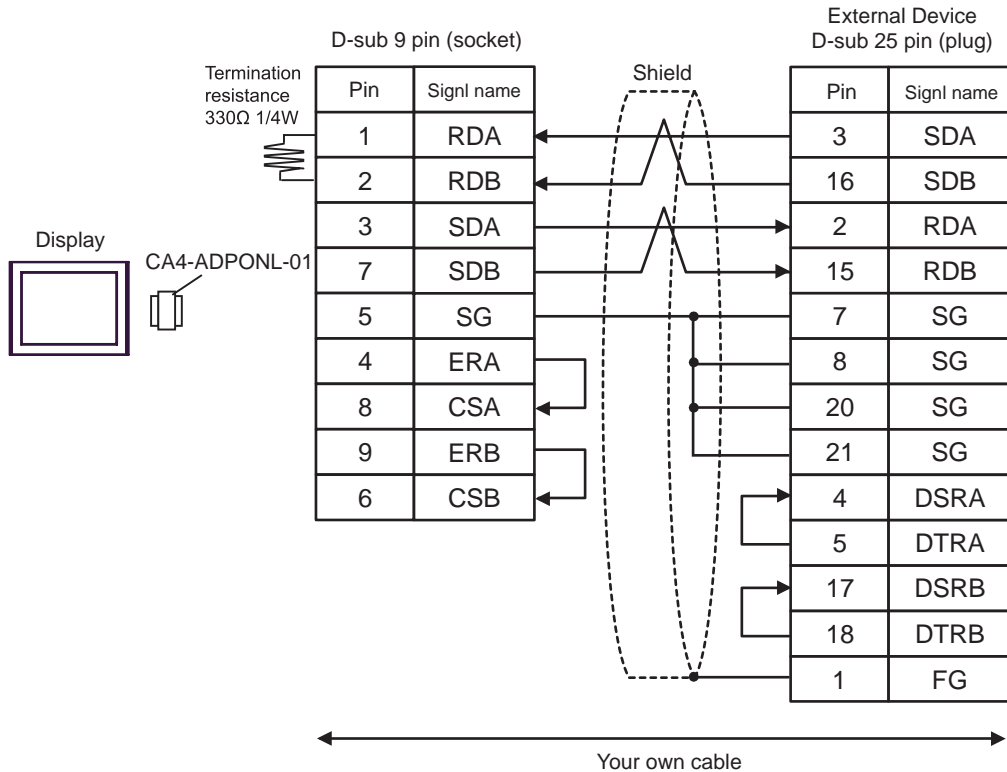 External Device
D-sub 9 pin (socket)
D-sub 25 pin (plug)
Termination
resistance
330Ω 1/4W
Shield
Pin Signl name
Pin Signl name
1 RDA
3 SDA
2 RDB
16 SDB
3 SDA
2 RDA
7 SDB
15 RDB
Display
CA4-ADPONL-01
5 SG
7 SG
4 ERA
8 SG
8 CSA
20 SG
9 ERB
21 SG
6 CSB
4 DSRA
5 DTRA
17 DSRB
18 DTRB
1 FG
Your own cable